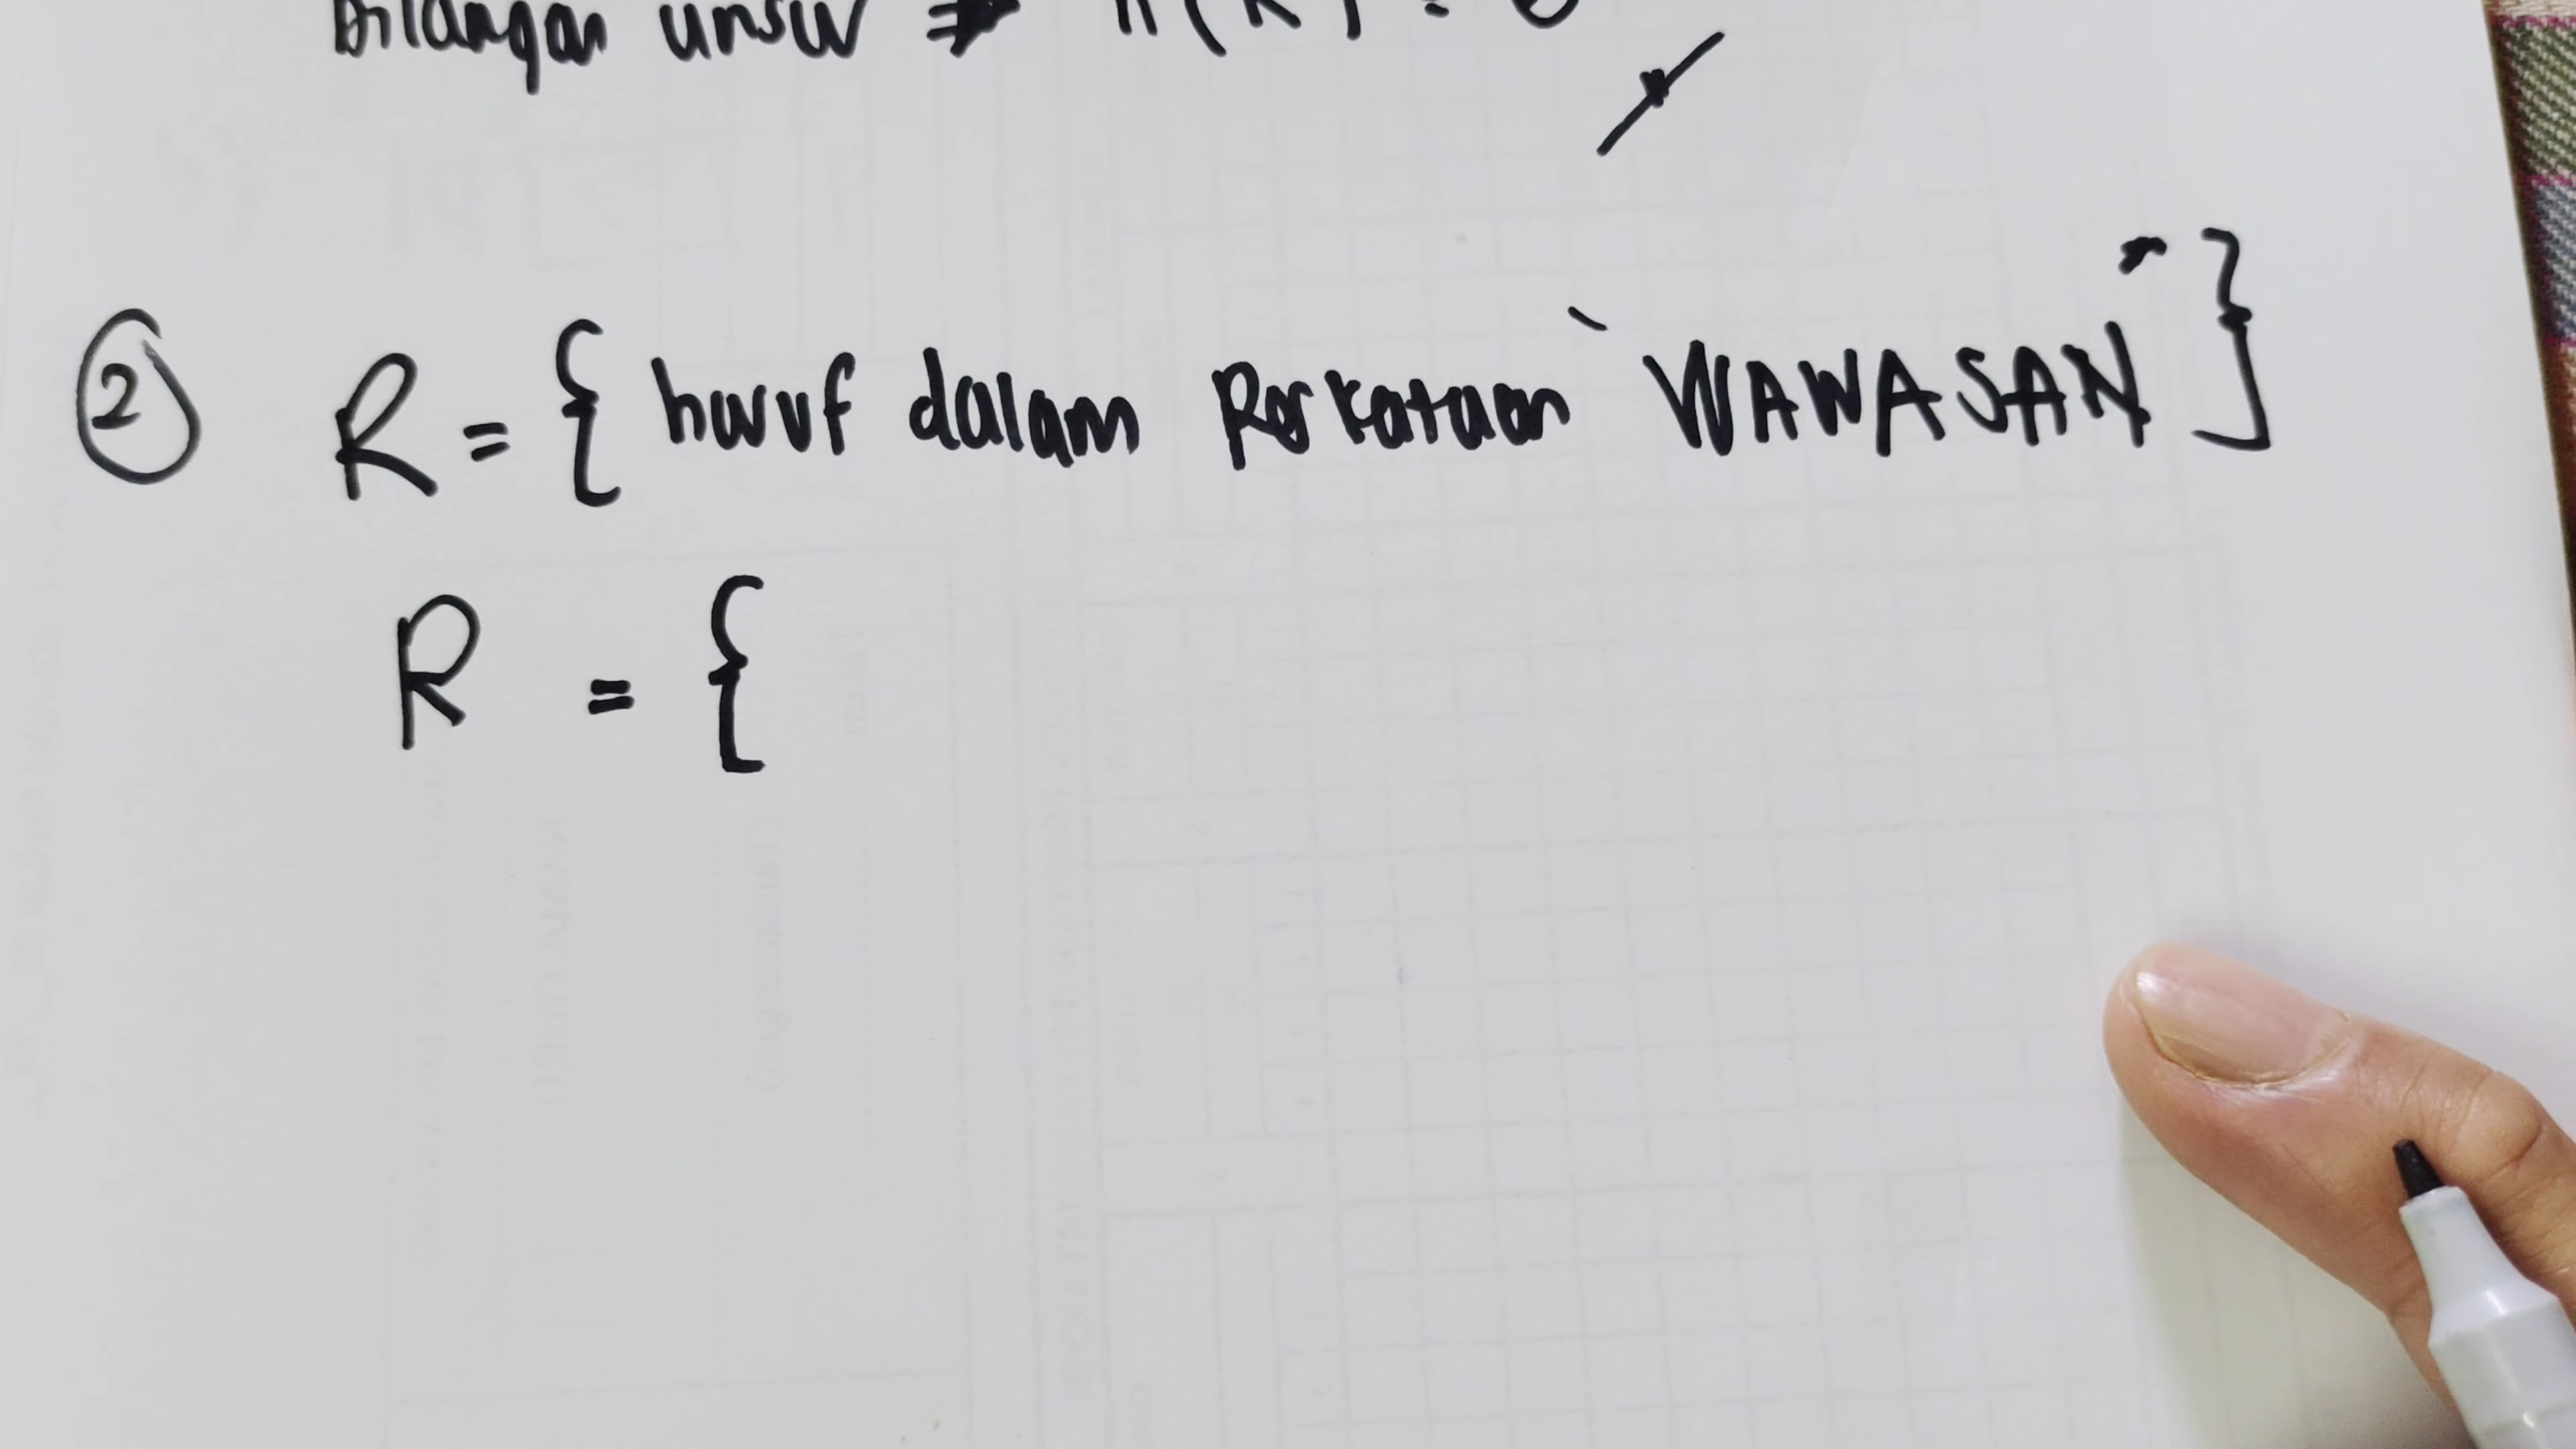 Bilangan unsur ⇒ n(K) =
② R = { huruf dalam Perkataan `WAWASAN" }
R = {